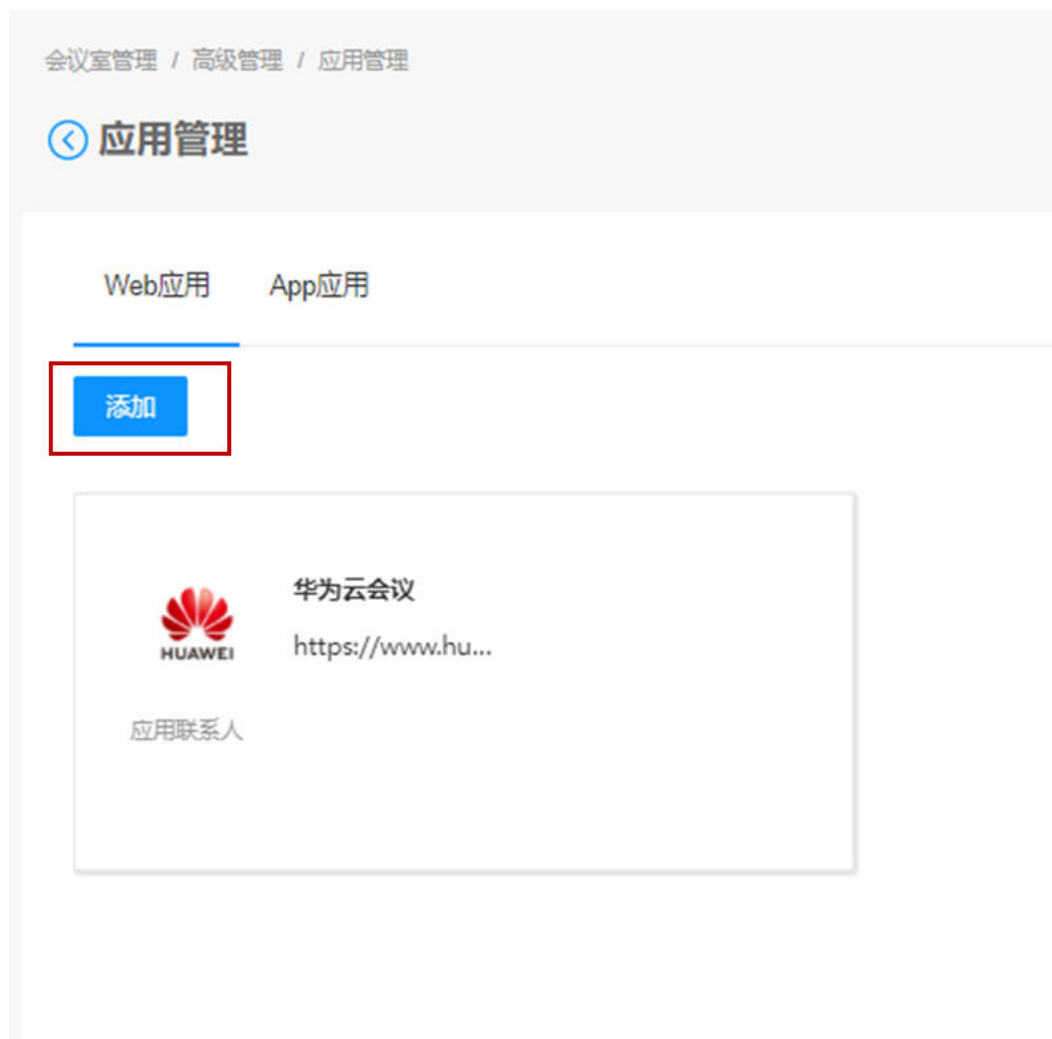 会议室管理 / 高级管理 / 应用管理
应用管理
Web应用 App应用
添加
华为云会议
https://www.hu...
HUAWEI
应用联系人